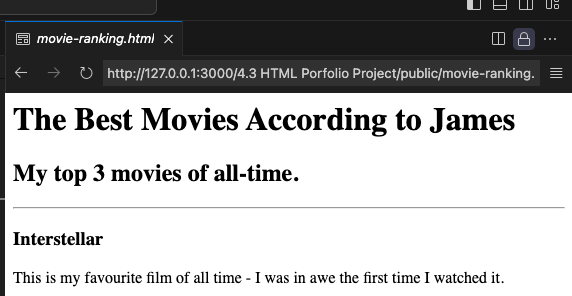 movie-ranking.html
http://127.0.0.1:3000/4.3 HTML Porfolio Project/public/movie-ranking.
The Best Movies According to James
My top 3 movies of all-time.
Interstellar
This is my favourite film of all time - I was in awe the first time I watched it.